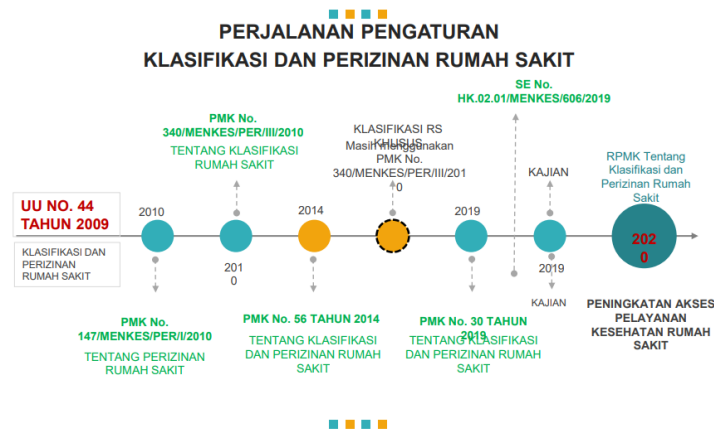 PERJALANAN PENGATURAN
KLASIFIKASI DAN PERIZINAN RUMAH SAKIT
SE No.
HK.02.01/MENKES/606/2019
PMK No.
340/MENKES/PER/III/2010
TENTANG KLASIFIKASI
RUMAH SAKIT
KLASIFIKASI RS
KHUSUS
Masih menggunakan
PMK No.
340/MENKES/PER/III/201
0
KAJIAN
RPMK Tentang
Klasifikasi dan
Perizinan Rumah
Sakit
UU NO. 44
TAHUN 2009
KLASIFIKASI DAN
PERIZINAN
RUMAH SAKIT
2010
201
0
2014
2019
2019
202
0
PMK No.
147/MENKES/PER/I/2010
TENTANG PERIZINAN
RUMAH SAKIT
PMK No. 56 TAHUN 2014
TENTANG KLASIFIKASI
DAN PERIZINAN RUMAH
SAKIT
PMK No. 30 TAHUN
2019
TENTANG KLASIFIKASI
DAN PERIZINAN RUMAH
SAKIT
KAJIAN
PENINGKATAN AKSES
PELAYANAN
KESEHATAN RUMAH
SAKIT